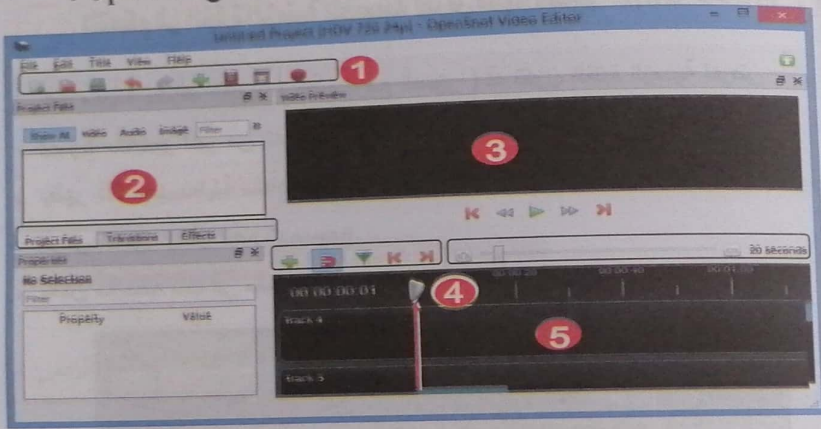 Untitled Project [HDV 720 24p] - OpenShot Video Editor
File Edit Title View Help
1
Project Files
Video Preview
Show All Video Audio Image Filter
2
3
Project Files Transitions Effects
Properties
20 seconds
No Selection
Filter
Property Value
00:00:20 00:00:40 00:01:00
00:00:00:01
4
Track 4
5
Track 3